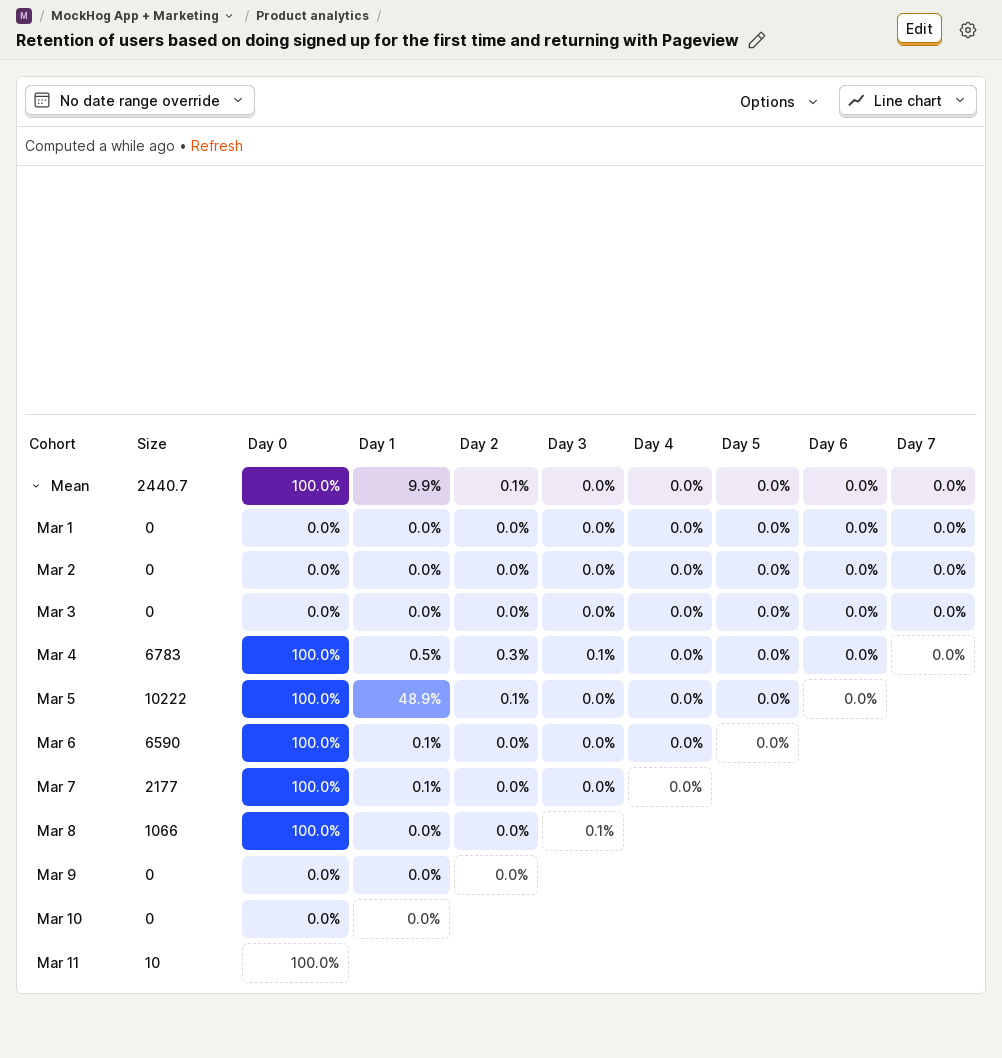 M / MockHog App + Marketing / Product analytics /
Retention of users based on doing signed up for the first time and returning with Pageview
Edit
No date range override
Options
Line chart
Computed a while ago • Refresh
Cohort Size Day 0 Day 1 Day 2 Day 3 Day 4 Day 5 Day 6 Day 7
Mean 2440.7 100.0% 9.9% 0.1% 0.0% 0.0% 0.0% 0.0% 0.0%
Mar 1 0 0.0% 0.0% 0.0% 0.0% 0.0% 0.0% 0.0% 0.0%
Mar 2 0 0.0% 0.0% 0.0% 0.0% 0.0% 0.0% 0.0% 0.0%
Mar 3 0 0.0% 0.0% 0.0% 0.0% 0.0% 0.0% 0.0% 0.0%
Mar 4 6783 100.0% 0.5% 0.3% 0.1% 0.0% 0.0% 0.0% 0.0%
Mar 5 10222 100.0% 48.9% 0.1% 0.0% 0.0% 0.0% 0.0%
Mar 6 6590 100.0% 0.1% 0.0% 0.0% 0.0% 0.0%
Mar 7 2177 100.0% 0.1% 0.0% 0.0% 0.0%
Mar 8 1066 100.0% 0.0% 0.0% 0.1%
Mar 9 0 0.0% 0.0% 0.0%
Mar 10 0 0.0% 0.0%
Mar 11 10 100.0%